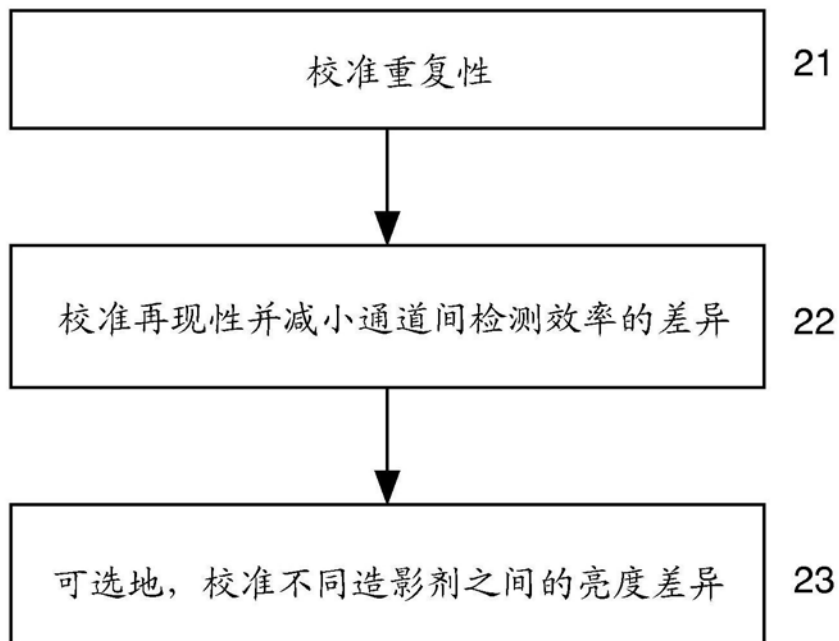 校准重复性
21
校准再现性并减小通道间检测效率的差异
22
可选地，校准不同造影剂之间的亮度差异
23